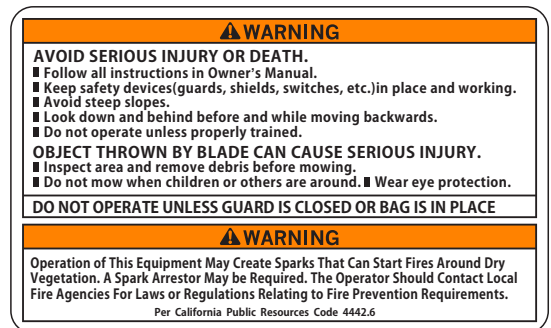 WARNING
AVOID SERIOUS INJURY OR DEATH.
■ Follow all instructions in Owner's Manual.
■ Keep safety devices(guards, shields, switches, etc.)in place and working.
■ Avoid steep slopes.
■ Look down and behind before and while moving backwards.
■ Do not operate unless properly trained.
OBJECT THROWN BY BLADE CAN CAUSE SERIOUS INJURY.
■ Inspect area and remove debris before mowing.
■ Do not mow when children or others are around. ■ Wear eye protection.
DO NOT OPERATE UNLESS GUARD IS CLOSED OR BAG IS IN PLACE
WARNING
Operation of This Equipment May Create Sparks That Can Start Fires Around Dry
Vegetation. A Spark Arrestor May be Required. The Operator Should Contact Local
Fire Agencies For Laws or Regulations Relating to Fire Prevention Requirements.
Per California Public Resources Code 4442.6